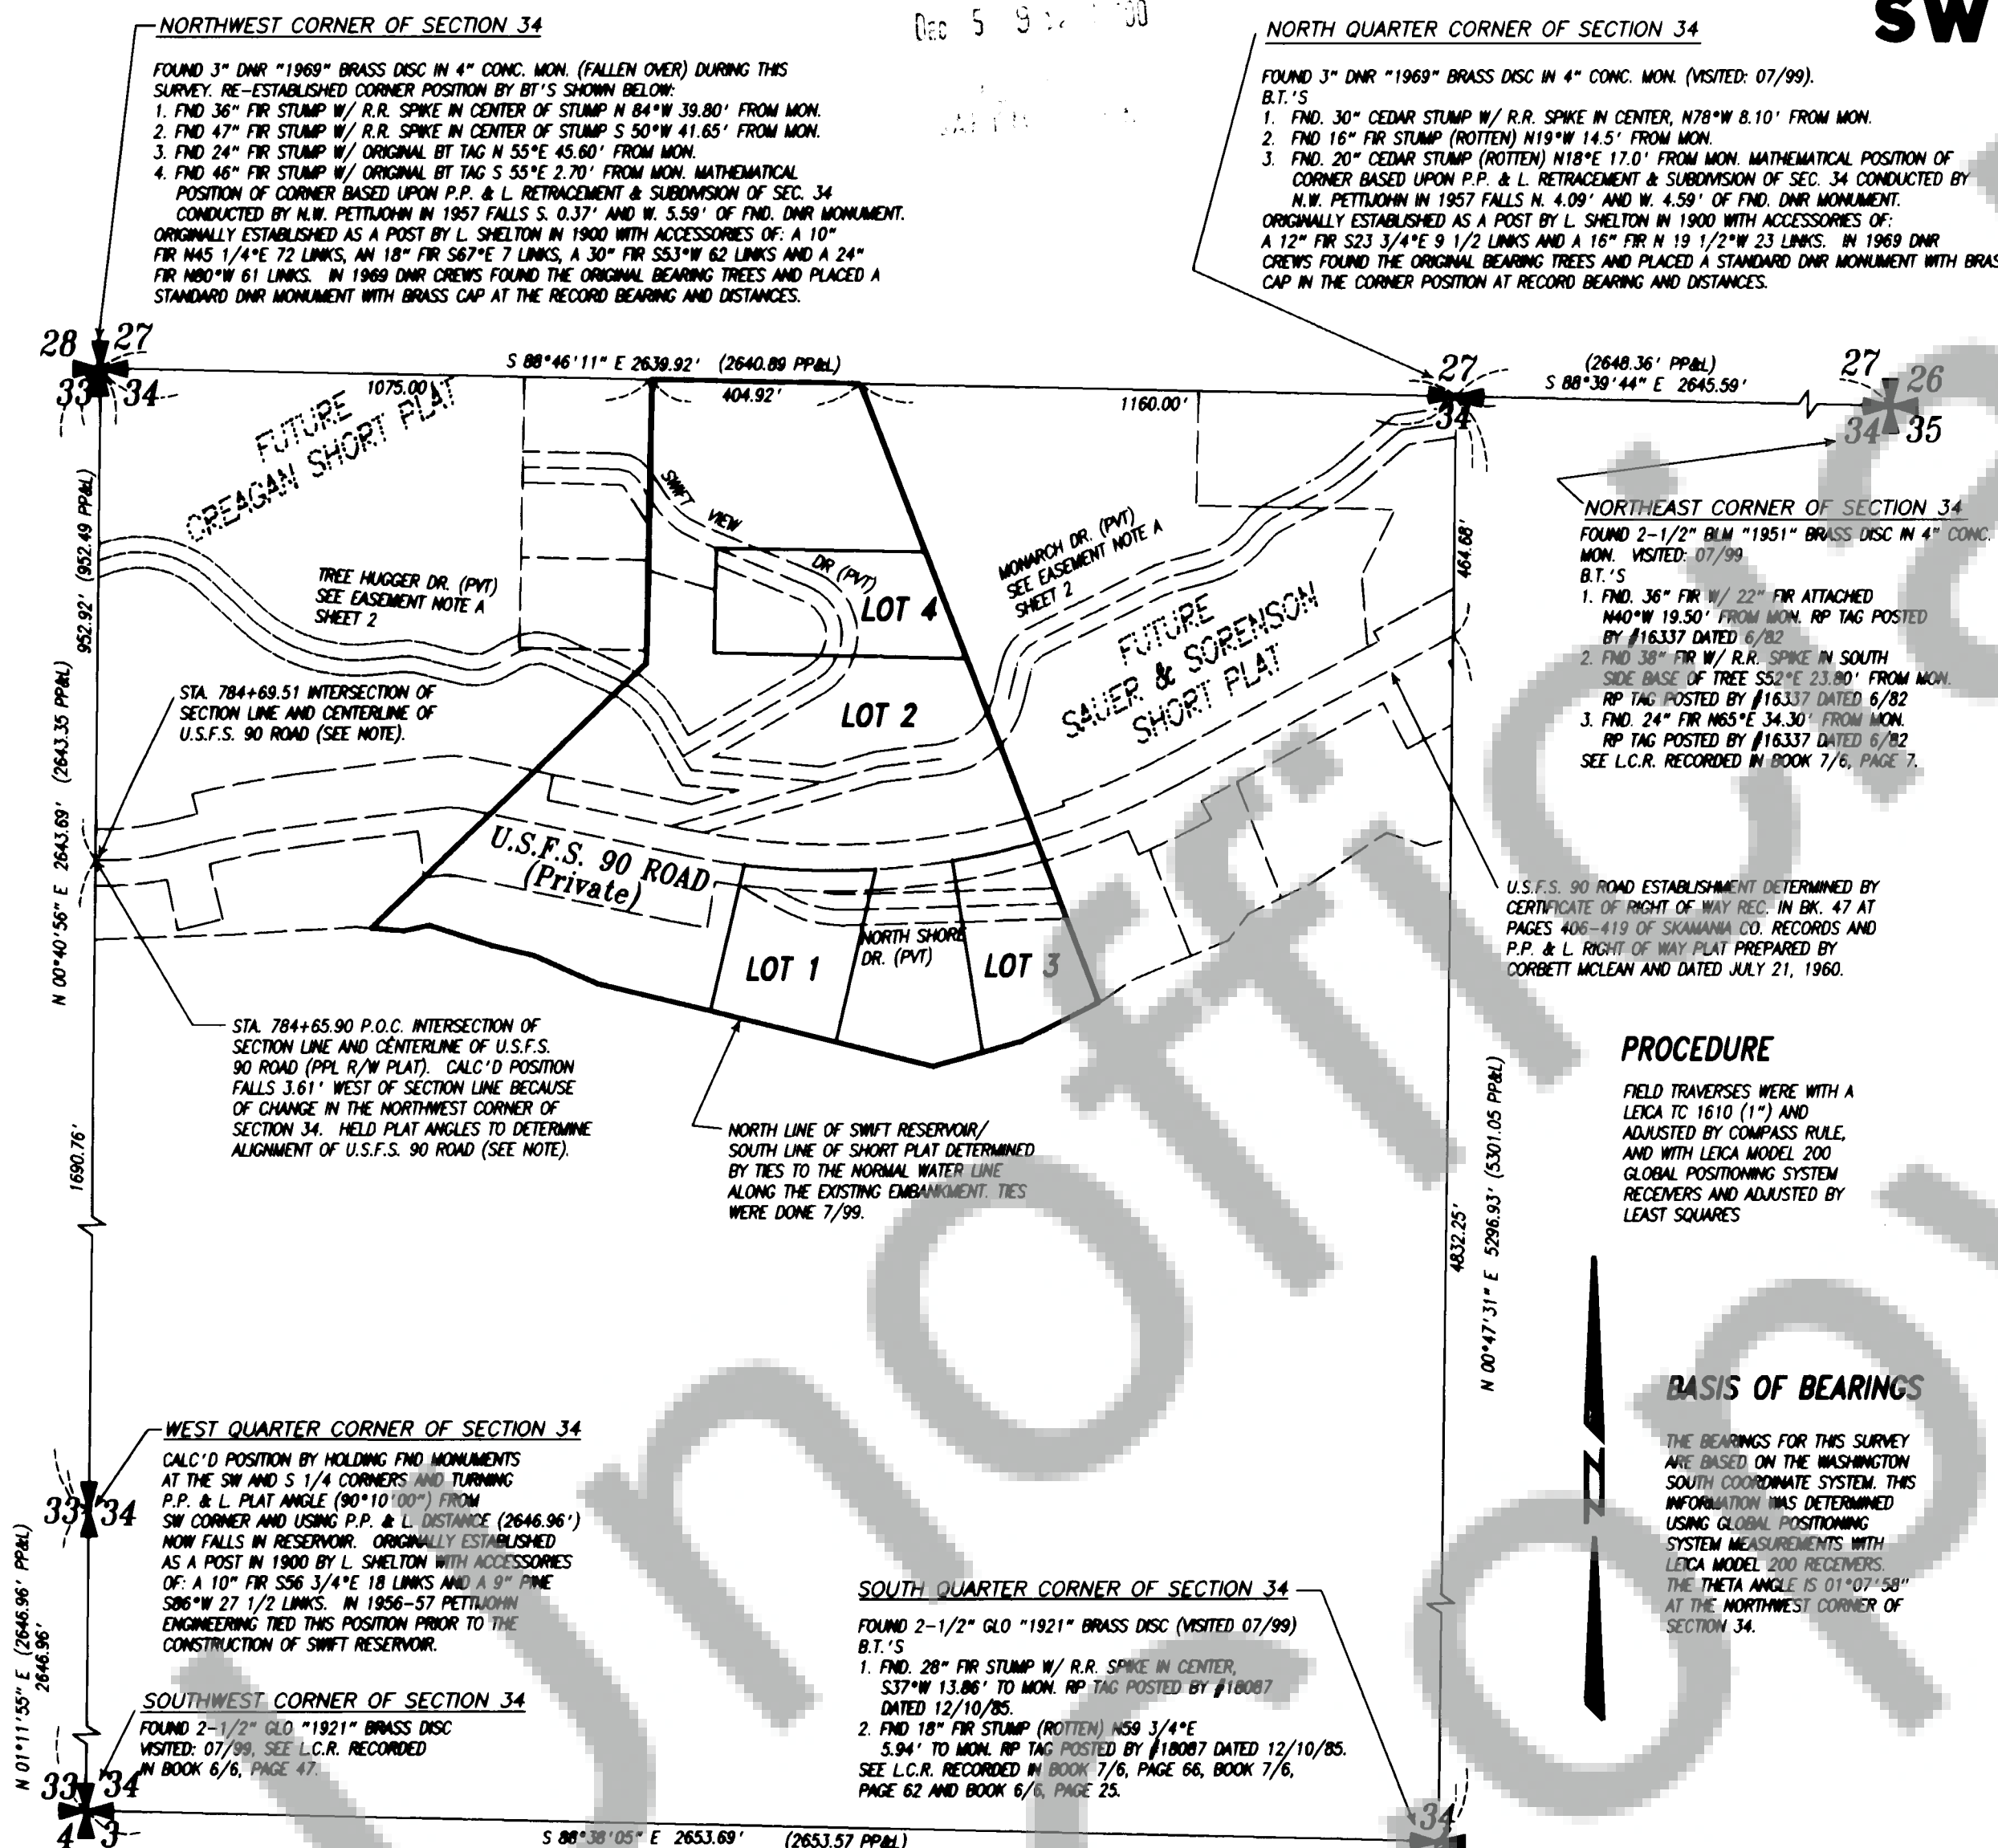 NORTHWEST CORNER OF SECTION 34
FOUND 3" DNR "1969" BRASS DISC IN 4" CONC. MON. (FALLEN OVER) DURING THIS
SURVEY. RE-ESTABLISHED CORNER POSITION BY BT'S SHOWN BELOW:
1. FND 36" FIR STUMP W/ R.R. SPIKE IN CENTER OF STUMP N 84°W 39.80' FROM MON.
2. FND 47" FIR STUMP W/ R.R. SPIKE IN CENTER OF STUMP S 50°W 41.65' FROM MON.
3. FND 24" FIR STUMP W/ ORIGINAL BT TAG N 55°E 45.60' FROM MON.
4. FND 46" FIR STUMP W/ ORIGINAL BT TAG S 55°E 2.70' FROM MON. MATHEMATICAL
POSITION OF CORNER BASED UPON P.P. & L RETRACEMENT & SUBDIVISION OF SEC. 34
CONDUCTED BY N.W. PETTIJOHN IN 1957 FALLS S. 0.37' AND W. 5.59' OF FND. DNR MONUMENT.
ORIGINALLY ESTABLISHED AS A POST BY L. SHELTON IN 1900 WITH ACCESSORIES OF: A 10"
FIR N45 1/4°E 72 LINKS, AN 18" FIR S67°E 7 LINKS, A 30" FIR S53°W 62 LINKS AND A 24"
FIR N80°W 61 LINKS. IN 1969 DNR CREWS FOUND THE ORIGINAL BEARING TREES AND PLACED A
STANDARD DNR MONUMENT WITH BRASS CAP AT THE RECORD BEARING AND DISTANCES.
Dec 5
NORTH QUARTER CORNER OF SECTION 34
SW
FOUND 3" DNR "1969" BRASS DISC IN 4" CONC. MON. (VISITED: 07/99).
B.T.'S
1. FND. 30" CEDAR STUMP W/ R.R. SPIKE IN CENTER, N78°W 8.10' FROM MON.
2. FND 16" FIR STUMP (ROTTEN) N19°W 14.5' FROM MON.
3. FND. 20" CEDAR STUMP (ROTTEN) N18°E 17.0' FROM MON. MATHEMATICAL POSITION OF
CORNER BASED UPON P.P. & L RETRACEMENT & SUBDIVISION OF SEC. 34 CONDUCTED BY
N.W. PETTIJOHN IN 1957 FALLS N. 4.09' AND W. 4.59' OF FND. DNR MONUMENT.
ORIGINALLY ESTABLISHED AS A POST BY L. SHELTON IN 1900 WITH ACCESSORIES OF:
A 12" FIR S23 3/4°E 9 1/2 LINKS AND A 16" FIR N 19 1/2°W 23 LINKS. IN 1969 DNR
CREWS FOUND THE ORIGINAL BEARING TREES AND PLACED A STANDARD DNR MONUMENT WITH BRAS
CAP IN THE CORNER POSITION AT RECORD BEARING AND DISTANCES.
28 27
33 34
S 88°46'11" E 2639.92' (2640.89 PP&L)
1075.00'
404.92'
1160.00'
27
34
(2648.36' PP&L)
S 88°39'44" E 2645.59'
27 26
34 35
FUTURE
CREAGAN SHORT PLAT
SWIFT VIEW DR (PVT)
TREE HUGGER DR. (PVT)
SEE EASEMENT NOTE A
SHEET 2
MONARCH DR. (PVT)
SEE EASEMENT NOTE A
SHEET 2
LOT 4
FUTURE
SAUER & SORENSON
SHORT PLAT
LOT 2
952.92' (952.49 PP&L)
N 00°40'56" E 2643.69' (2643.35 PP&L)
464.68'
NORTHEAST CORNER OF SECTION 34
FOUND 2-1/2" BLM "1951" BRASS DISC IN 4" CONC.
MON. VISITED: 07/99
B.T.'S
1. FND. 36" FIR W/ 22" FIR ATTACHED
N40°W 19.50' FROM MON. RP TAG POSTED
BY #16337 DATED 6/82
2. FND 38" FIR W/ R.R. SPIKE IN SOUTH
SIDE BASE OF TREE S52°E 23.80' FROM MON.
RP TAG POSTED BY #16337 DATED 6/82
3. FND. 24" FIR N65°E 34.30' FROM MON.
RP TAG POSTED BY #16337 DATED 6/82
SEE L.C.R. RECORDED IN BOOK 7/6, PAGE 7.
STA. 784+69.51 INTERSECTION OF
SECTION LINE AND CENTERLINE OF
U.S.F.S. 90 ROAD (SEE NOTE).
U.S.F.S. 90 ROAD
(Private)
LOT 1
NORTH SHORE
DR. (PVT)
LOT 3
U.S.F.S. 90 ROAD ESTABLISHMENT DETERMINED BY
CERTIFICATE OF RIGHT OF WAY REC. IN BK. 47 AT
PAGES 406-419 OF SKAMANIA CO. RECORDS AND
P.P. & L. RIGHT OF WAY PLAT PREPARED BY
CORBETT MCLEAN AND DATED JULY 21, 1960.
STA. 784+65.90 P.O.C. INTERSECTION OF
SECTION LINE AND CENTERLINE OF U.S.F.S.
90 ROAD (PPL R/W PLAT). CALC'D POSITION
FALLS 3.61' WEST OF SECTION LINE BECAUSE
OF CHANGE IN THE NORTHWEST CORNER OF
SECTION 34. HELD PLAT ANGLES TO DETERMINE
ALIGNMENT OF U.S.F.S. 90 ROAD (SEE NOTE).
1690.76'
NORTH LINE OF SWIFT RESERVOIR/
SOUTH LINE OF SHORT PLAT DETERMINED
BY TIES TO THE NORMAL WATER LINE
ALONG THE EXISTING EMBANKMENT. TIES
WERE DONE 7/99.
4832.25'
N 00°47'31" E 5296.93' (5301.05 PP&L)
PROCEDURE
FIELD TRAVERSES WERE WITH A
LEICA TC 1610 (1") AND
ADJUSTED BY COMPASS RULE,
AND WITH LEICA MODEL 200
GLOBAL POSITIONING SYSTEM
RECEIVERS AND ADJUSTED BY
LEAST SQUARES
N
BASIS OF BEARINGS
THE BEARINGS FOR THIS SURVEY
ARE BASED ON THE WASHINGTON
SOUTH COORDINATE SYSTEM. THIS
INFORMATION WAS DETERMINED
USING GLOBAL POSITIONING
SYSTEM MEASUREMENTS WITH
LEICA MODEL 200 RECEIVERS.
THE THETA ANGLE IS 01°07'58"
AT THE NORTHWEST CORNER OF
SECTION 34.
WEST QUARTER CORNER OF SECTION 34
CALC'D POSITION BY HOLDING FND MONUMENTS
AT THE SW AND S 1/4 CORNERS AND TURNING
P.P. & L. PLAT ANGLE (90°10'00") FROM
SW CORNER AND USING P.P. & L. DISTANCE (2646.96')
NOW FALLS IN RESERVOIR. ORIGINALLY ESTABLISHED
AS A POST IN 1900 BY L. SHELTON WITH ACCESSORIES
OF: A 10" FIR S56 3/4°E 18 LINKS AND A 9" PINE
S86°W 27 1/2 LINKS. IN 1956-57 PETTIJOHN
ENGINEERING TIED THIS POSITION PRIOR TO THE
CONSTRUCTION OF SWIFT RESERVOIR.
33 34
N 01°11'55" E (2646.96' PP&L)
2646.96'
SOUTHWEST CORNER OF SECTION 34
FOUND 2-1/2" GLO "1921" BRASS DISC
VISITED: 07/99, SEE L.C.R. RECORDED
IN BOOK 6/6, PAGE 47.
33 34
4 3
SOUTH QUARTER CORNER OF SECTION 34
FOUND 2-1/2" GLO "1921" BRASS DISC (VISITED 07/99)
B.T.'S
1. FND. 28" FIR STUMP W/ R.R. SPIKE IN CENTER,
S37°W 13.86' TO MON. RP TAG POSTED BY #18087
DATED 12/10/85.
2. FND 18" FIR STUMP (ROTTEN) N59 3/4°E
5.94' TO MON. RP TAG POSTED BY #18087 DATED 12/10/85.
SEE L.C.R. RECORDED IN BOOK 7/6, PAGE 66, BOOK 7/6,
PAGE 62 AND BOOK 6/6, PAGE 25.
34
S 88°38'05" E 2653.69' (2653.57 PP&L)